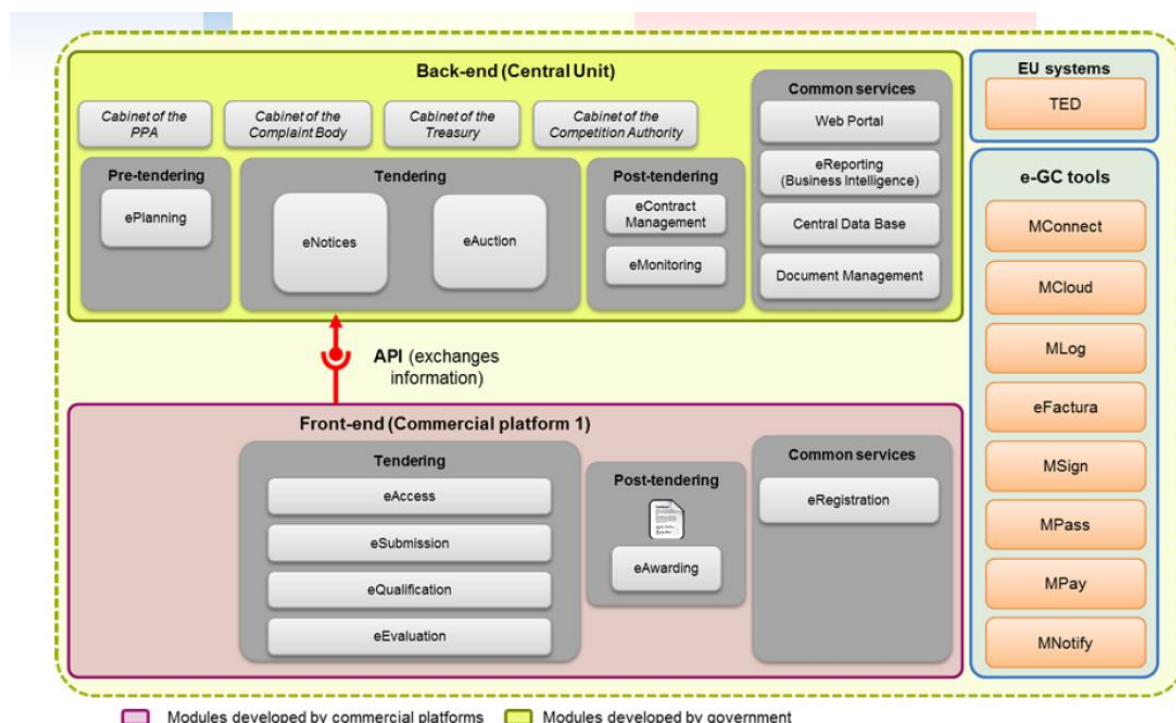 Back-end (Central Unit)
Cabinet of the
PPA
Cabinet of the
Complaint Body
Cabinet of the
Treasury
Cabinet of the
Competition Authority
Pre-tendering
ePlanning
Tendering
eNotices
eAuction
Post-tendering
eContract
Management
eMonitoring
Common services
Web Portal
eReporting
(Business Intelligence)
Central Data Base
Document Management
API (exchanges
information)
Front-end (Commercial platform 1)
Tendering
eAccess
eSubmission
eQualification
eEvaluation
Post-tendering
eAwarding
Common services
eRegistration
EU systems
TED
e-GC tools
MConnect
MCloud
MLog
eFactura
MSign
MPass
MPay
MNotify
Modules developed by commercial platforms
Modules developed by government